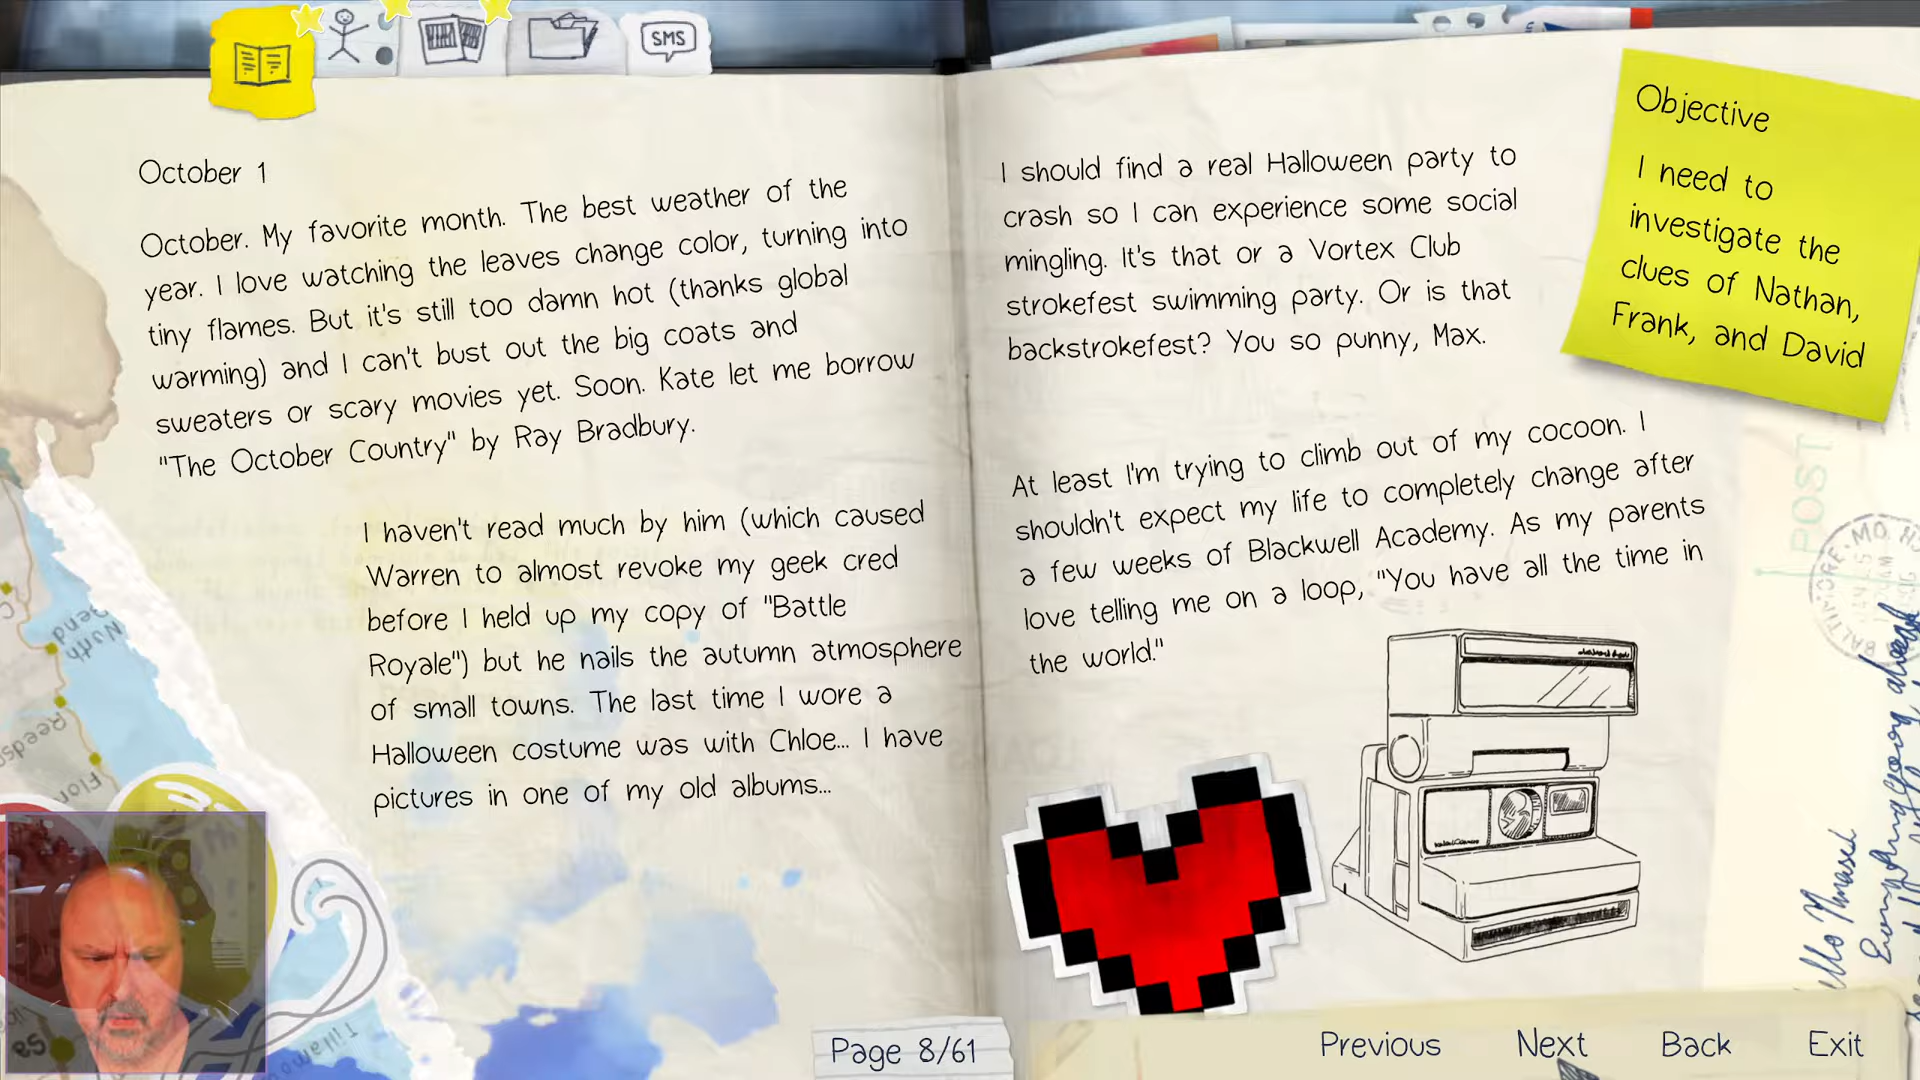 SMS
October 1
October. My favorite month. The best weather of the
year. I love watching the leaves change color, turning into
tiny flames. But it's still too damn hot (thanks global
warming) and I can't bust out the big coats and
sweaters or scary movies yet. Soon. Kate let me borrow
"The October Country" by Ray Bradbury.
I haven't read much by him (which caused
Warren to almost revoke my geek cred
before I held up my copy of "Battle
Royale") but he nails the autumn atmosphere
of small towns. The last time I wore a
Halloween costume was with Chloe... I have
pictures in one of my old albums...
I should find a real Halloween party to
crash so I can experience some social
mingling. It's that or a Vortex Club
strokefest swimming party. Or is that
backstrokefest? You so punny, Max.
At least I'm trying to climb out of my cocoon. I
shouldn't expect my life to completely change after
a few weeks of Blackwell Academy. As my parents
love telling me on a loop, "You have all the time in
the world."
Objective
I need to
investigate the
clues of Nathan,
Frank, and David
POST
North
Bend
Page 8/61
Previous
Next
Back
Exit